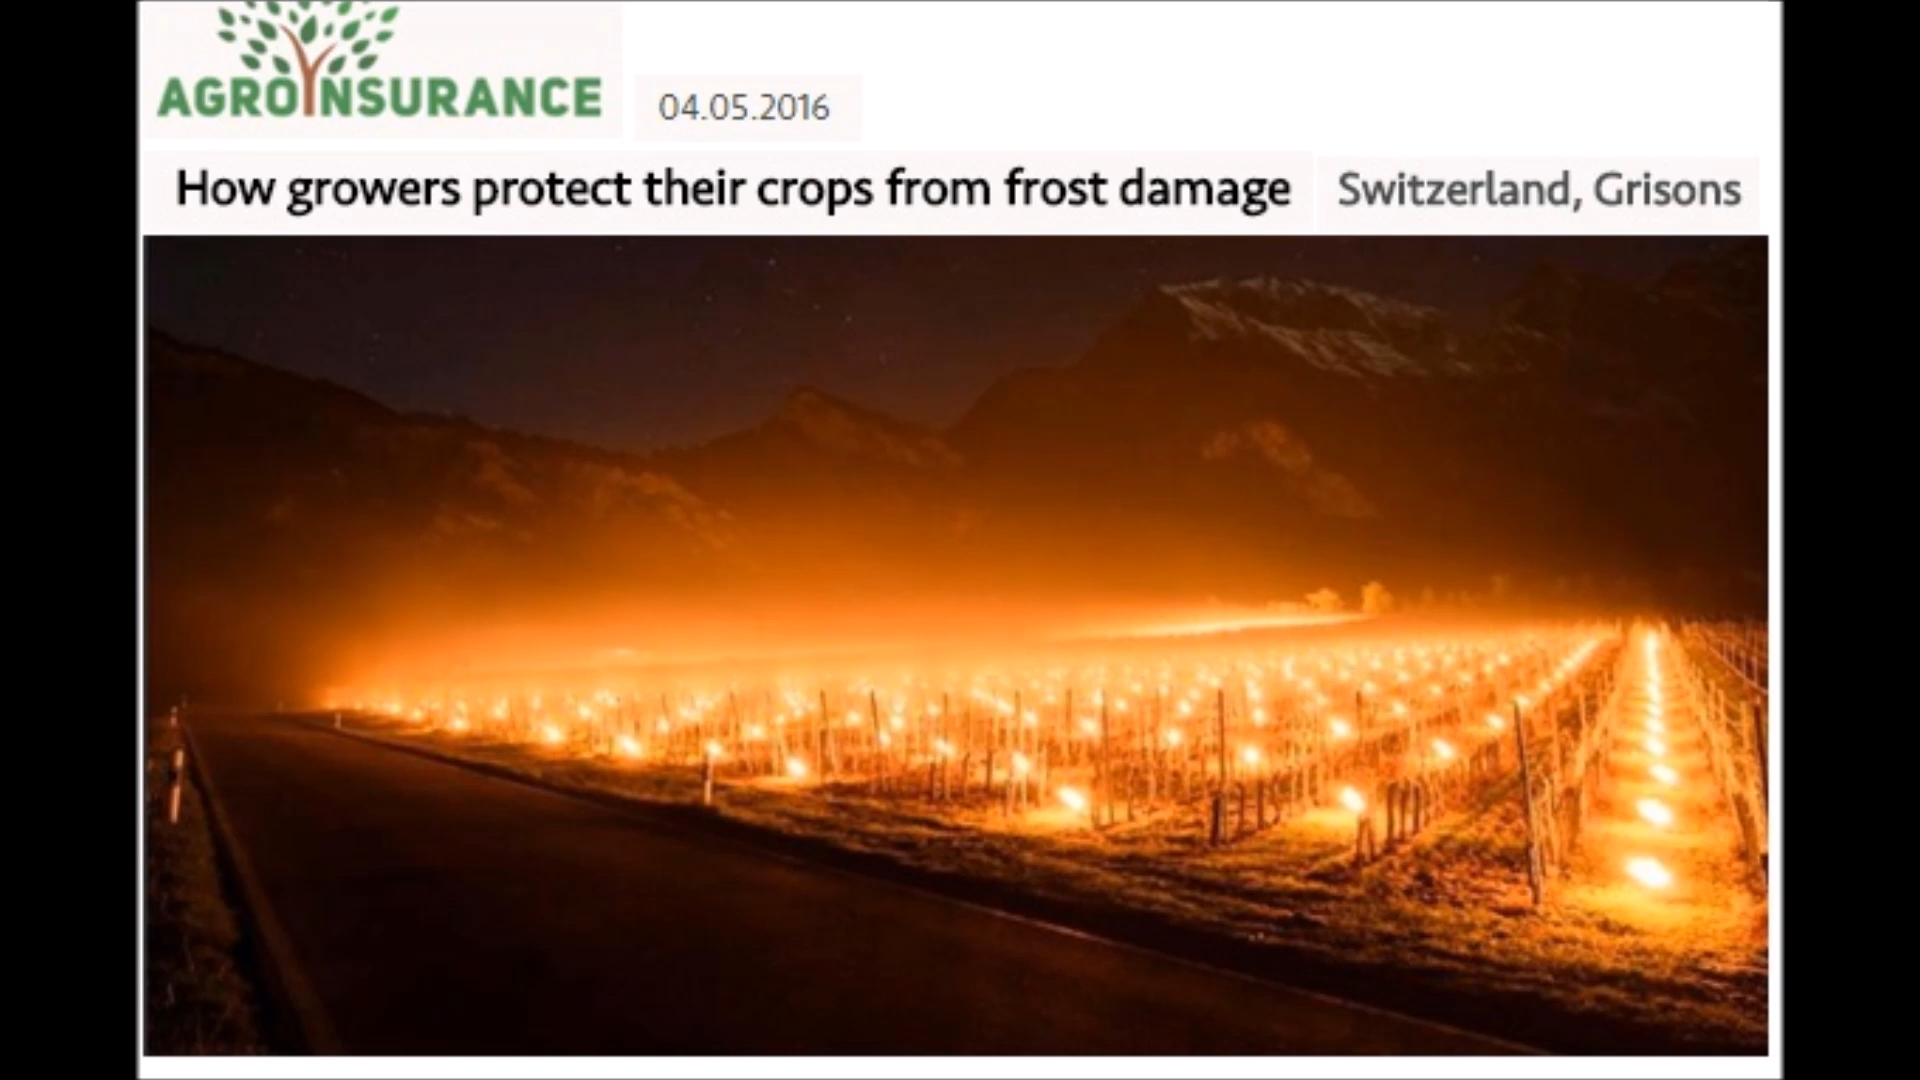 AGROINSURANCE
04.05.2016
How growers protect their crops from frost damage
Switzerland, Grisons